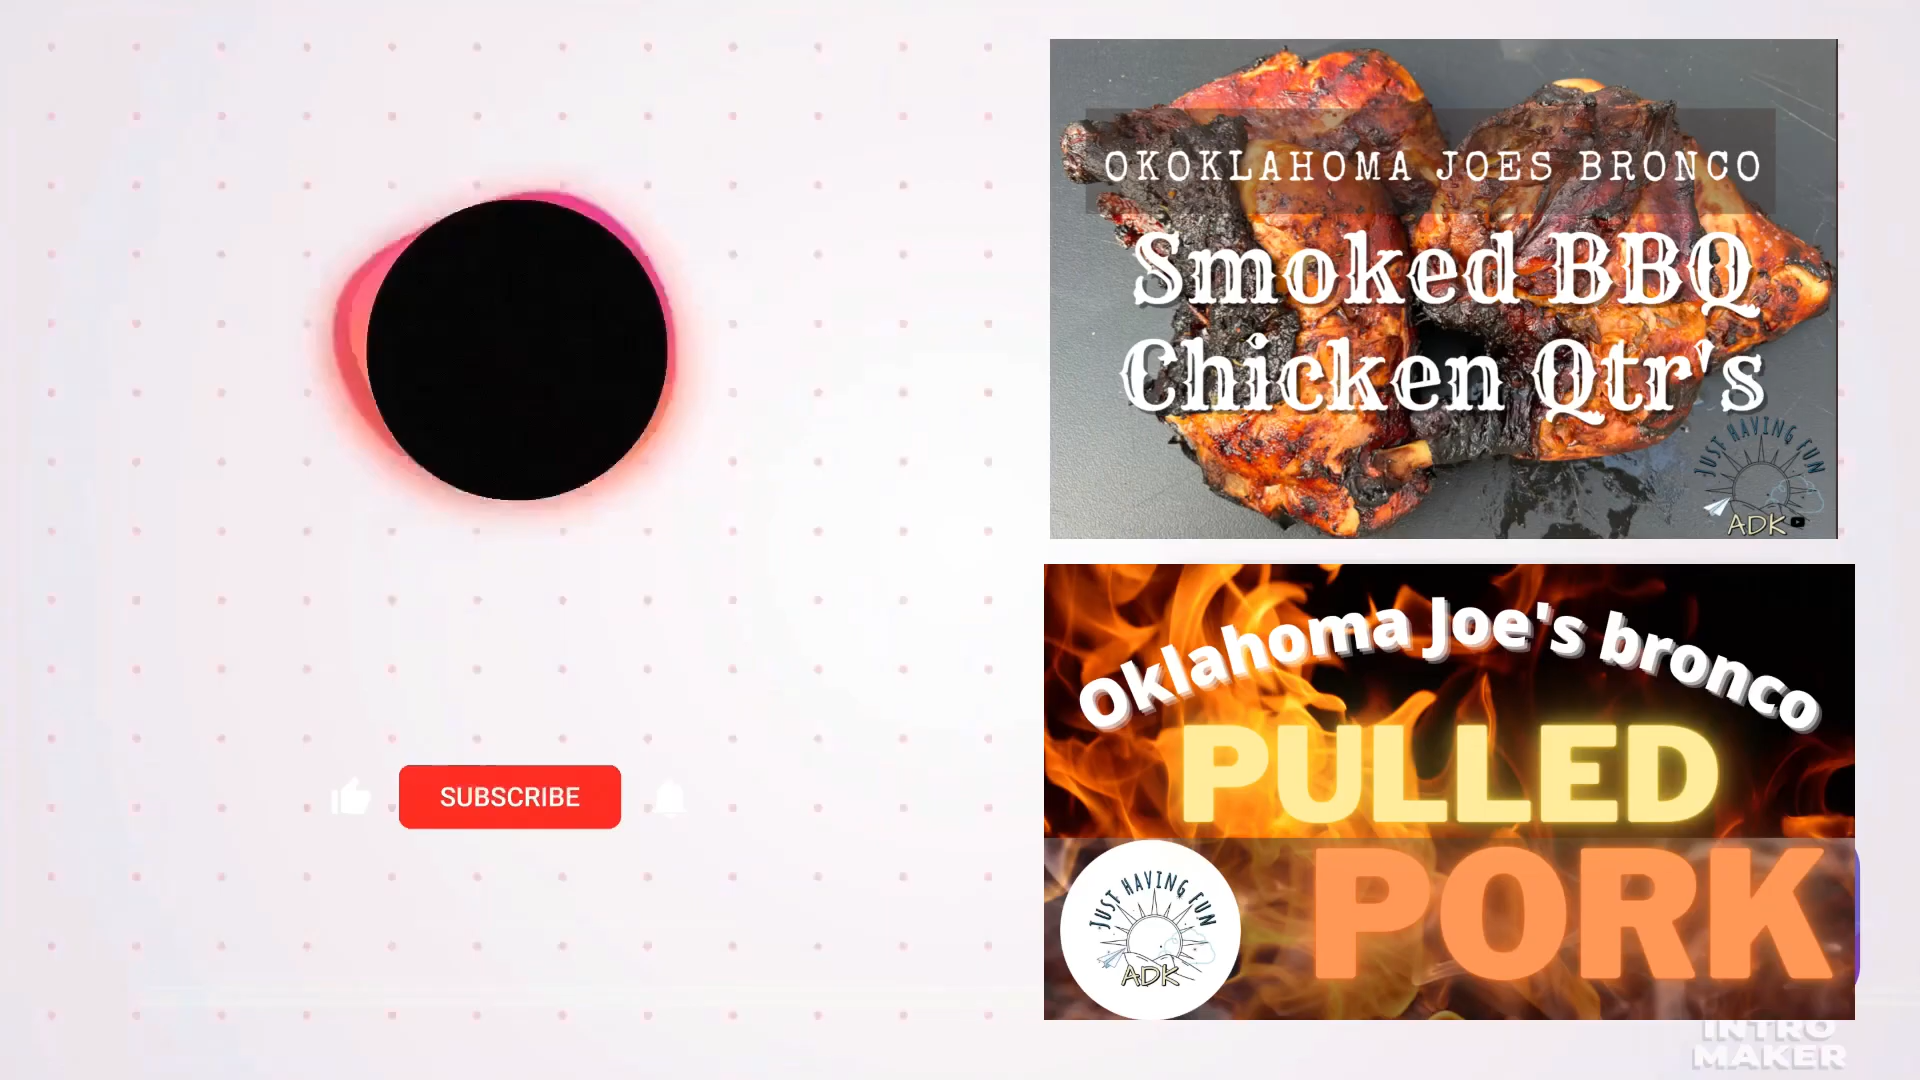 OKOKLAHOMA JOES BRONCO
Smoked BBQ
Chicken Qtr's
JUST HAVING FUN
ADK
Oklahoma Joe's bronco
PULLED
PORK
JUST HAVING FUN
ADK
SUBSCRIBE
INTRO
MAKER